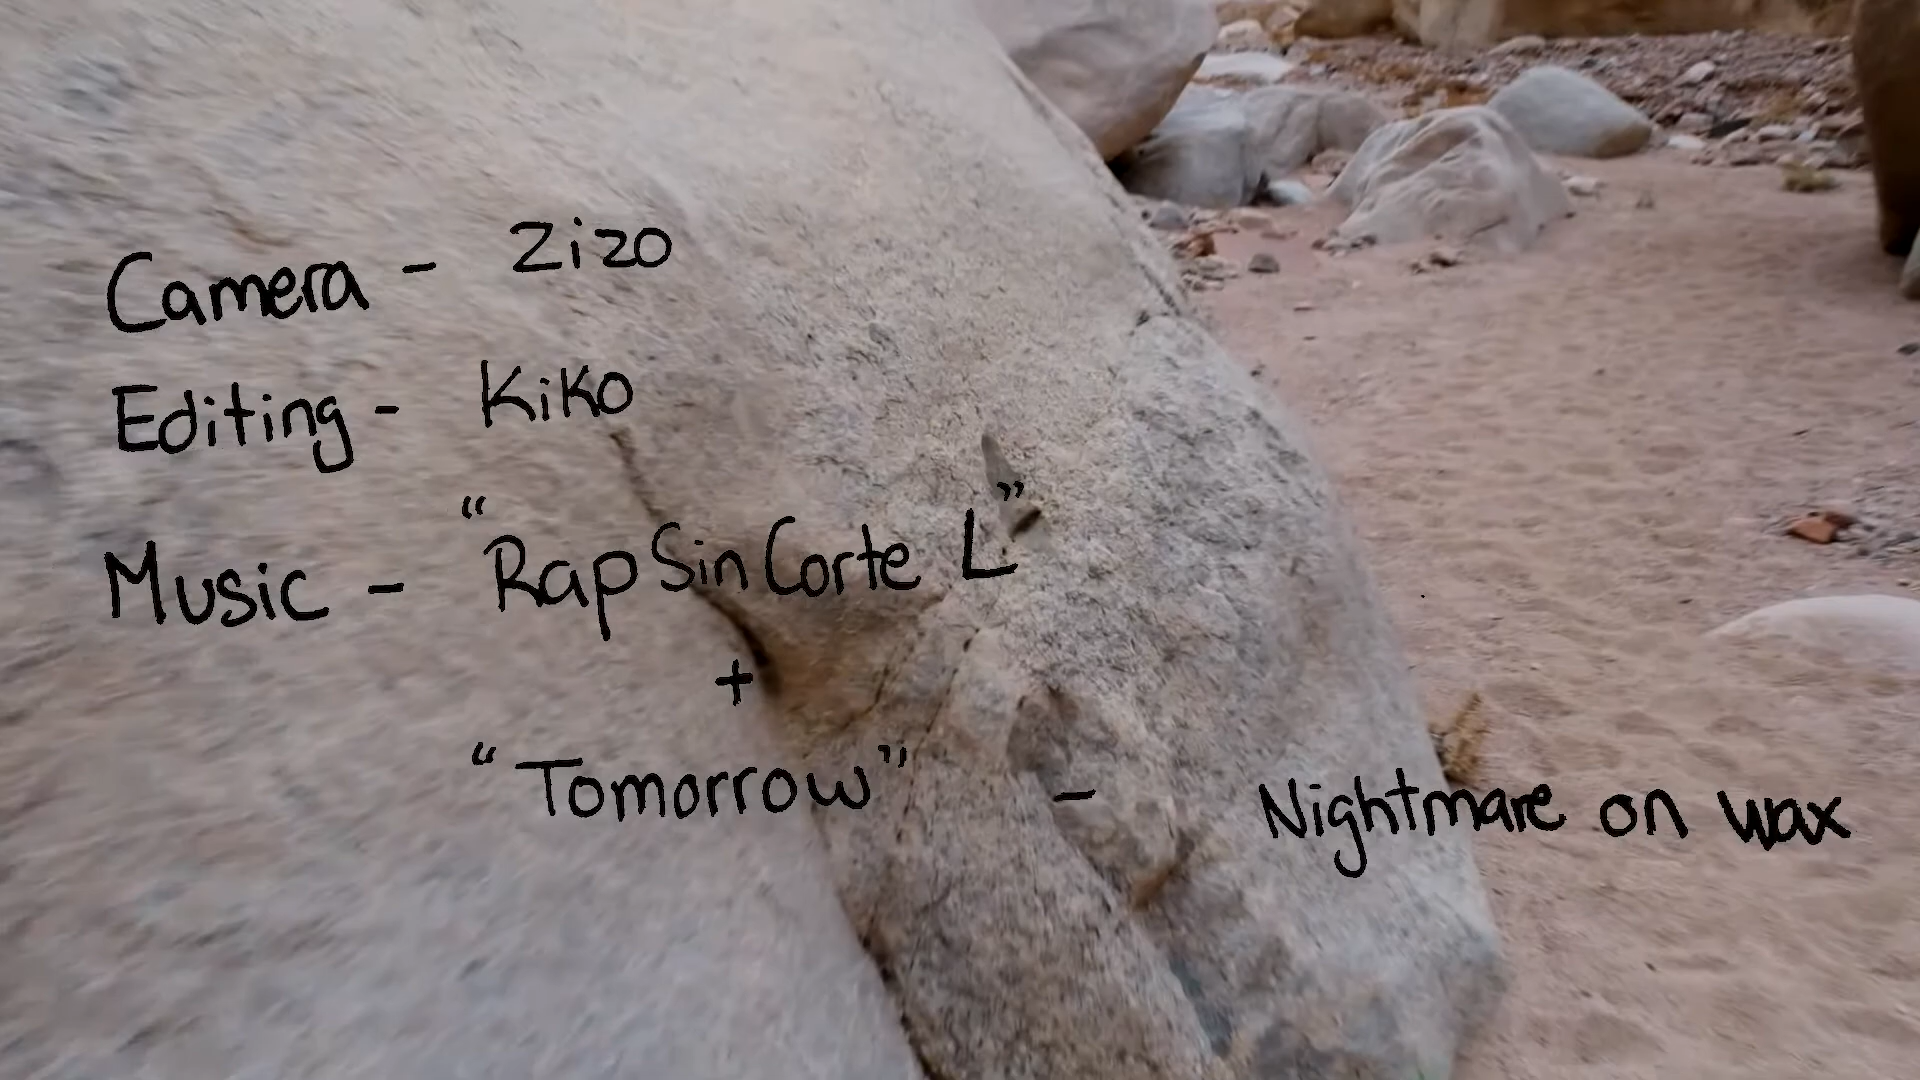 Camera - Zizo
Editing - Kiko
Music - "Rap Sin Corte L"
+
"Tomorrow" - Nightmare on wax